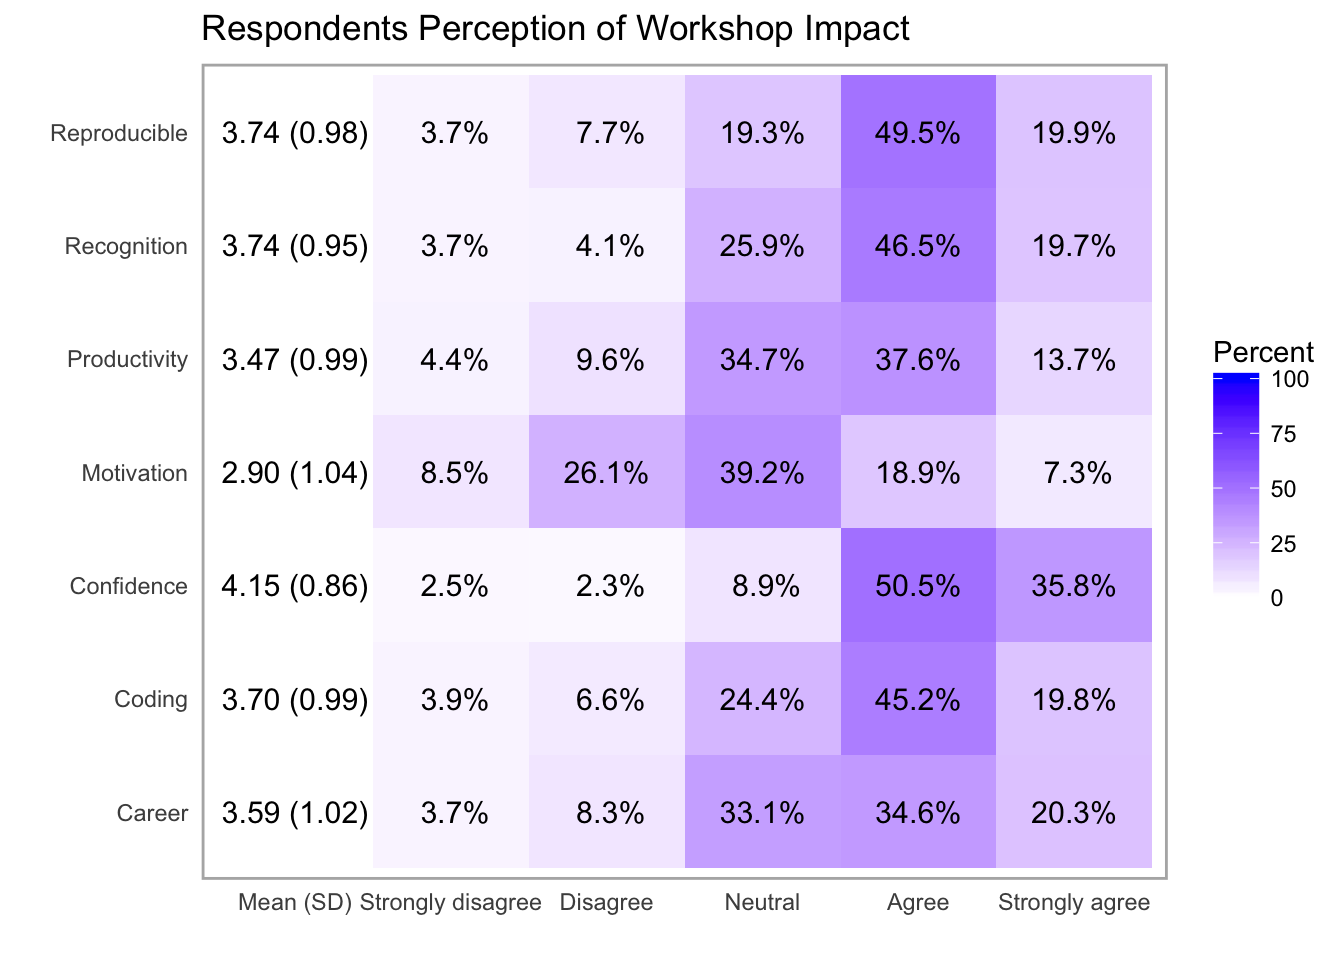 Respondents Perception of Workshop Impact
Reproducible 3.74 (0.98) 3.7% 7.7% 19.3% 49.5% 19.9%
Recognition 3.74 (0.95) 3.7% 4.1% 25.9% 46.5% 19.7%
Productivity 3.47 (0.99) 4.4% 9.6% 34.7% 37.6% 13.7%
Motivation 2.90 (1.04) 8.5% 26.1% 39.2% 18.9% 7.3%
Confidence 4.15 (0.86) 2.5% 2.3% 8.9% 50.5% 35.8%
Coding 3.70 (0.99) 3.9% 6.6% 24.4% 45.2% 19.8%
Career 3.59 (1.02) 3.7% 8.3% 33.1% 34.6% 20.3%
Mean (SD) Strongly disagree Disagree Neutral Agree Strongly agree
Percent
100
75
50
25
0